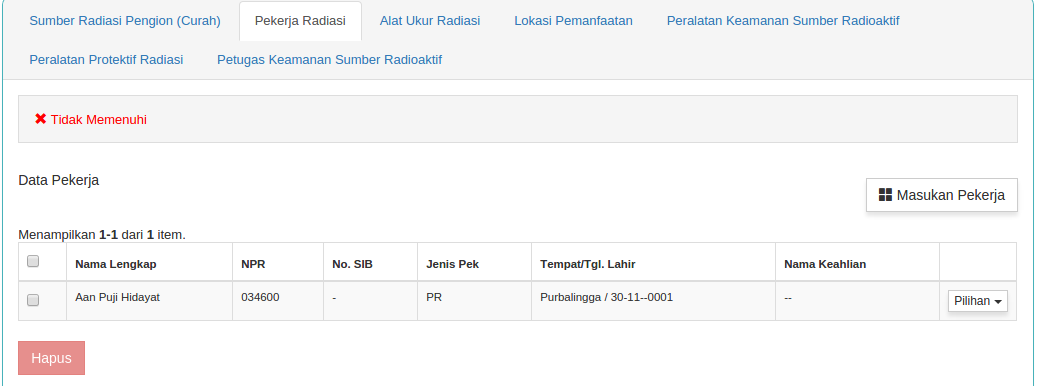 Sumber Radiasi Pengion (Curah) Pekerja Radiasi Alat Ukur Radiasi Lokasi Pemanfaatan Peralatan Keamanan Sumber Radioaktif
Peralatan Protektif Radiasi Petugas Keamanan Sumber Radioaktif
Tidak Memenuhi
Data Pekerja
Masukan Pekerja
Menampilkan 1-1 dari 1 item.
Nama Lengkap NPR No. SIB Jenis Pek Tempat/Tgl. Lahir Nama Keahlian
Aan Puji Hidayat 034600 - PR Purbalingga / 30-11--0001 -- Pilihan
Hapus